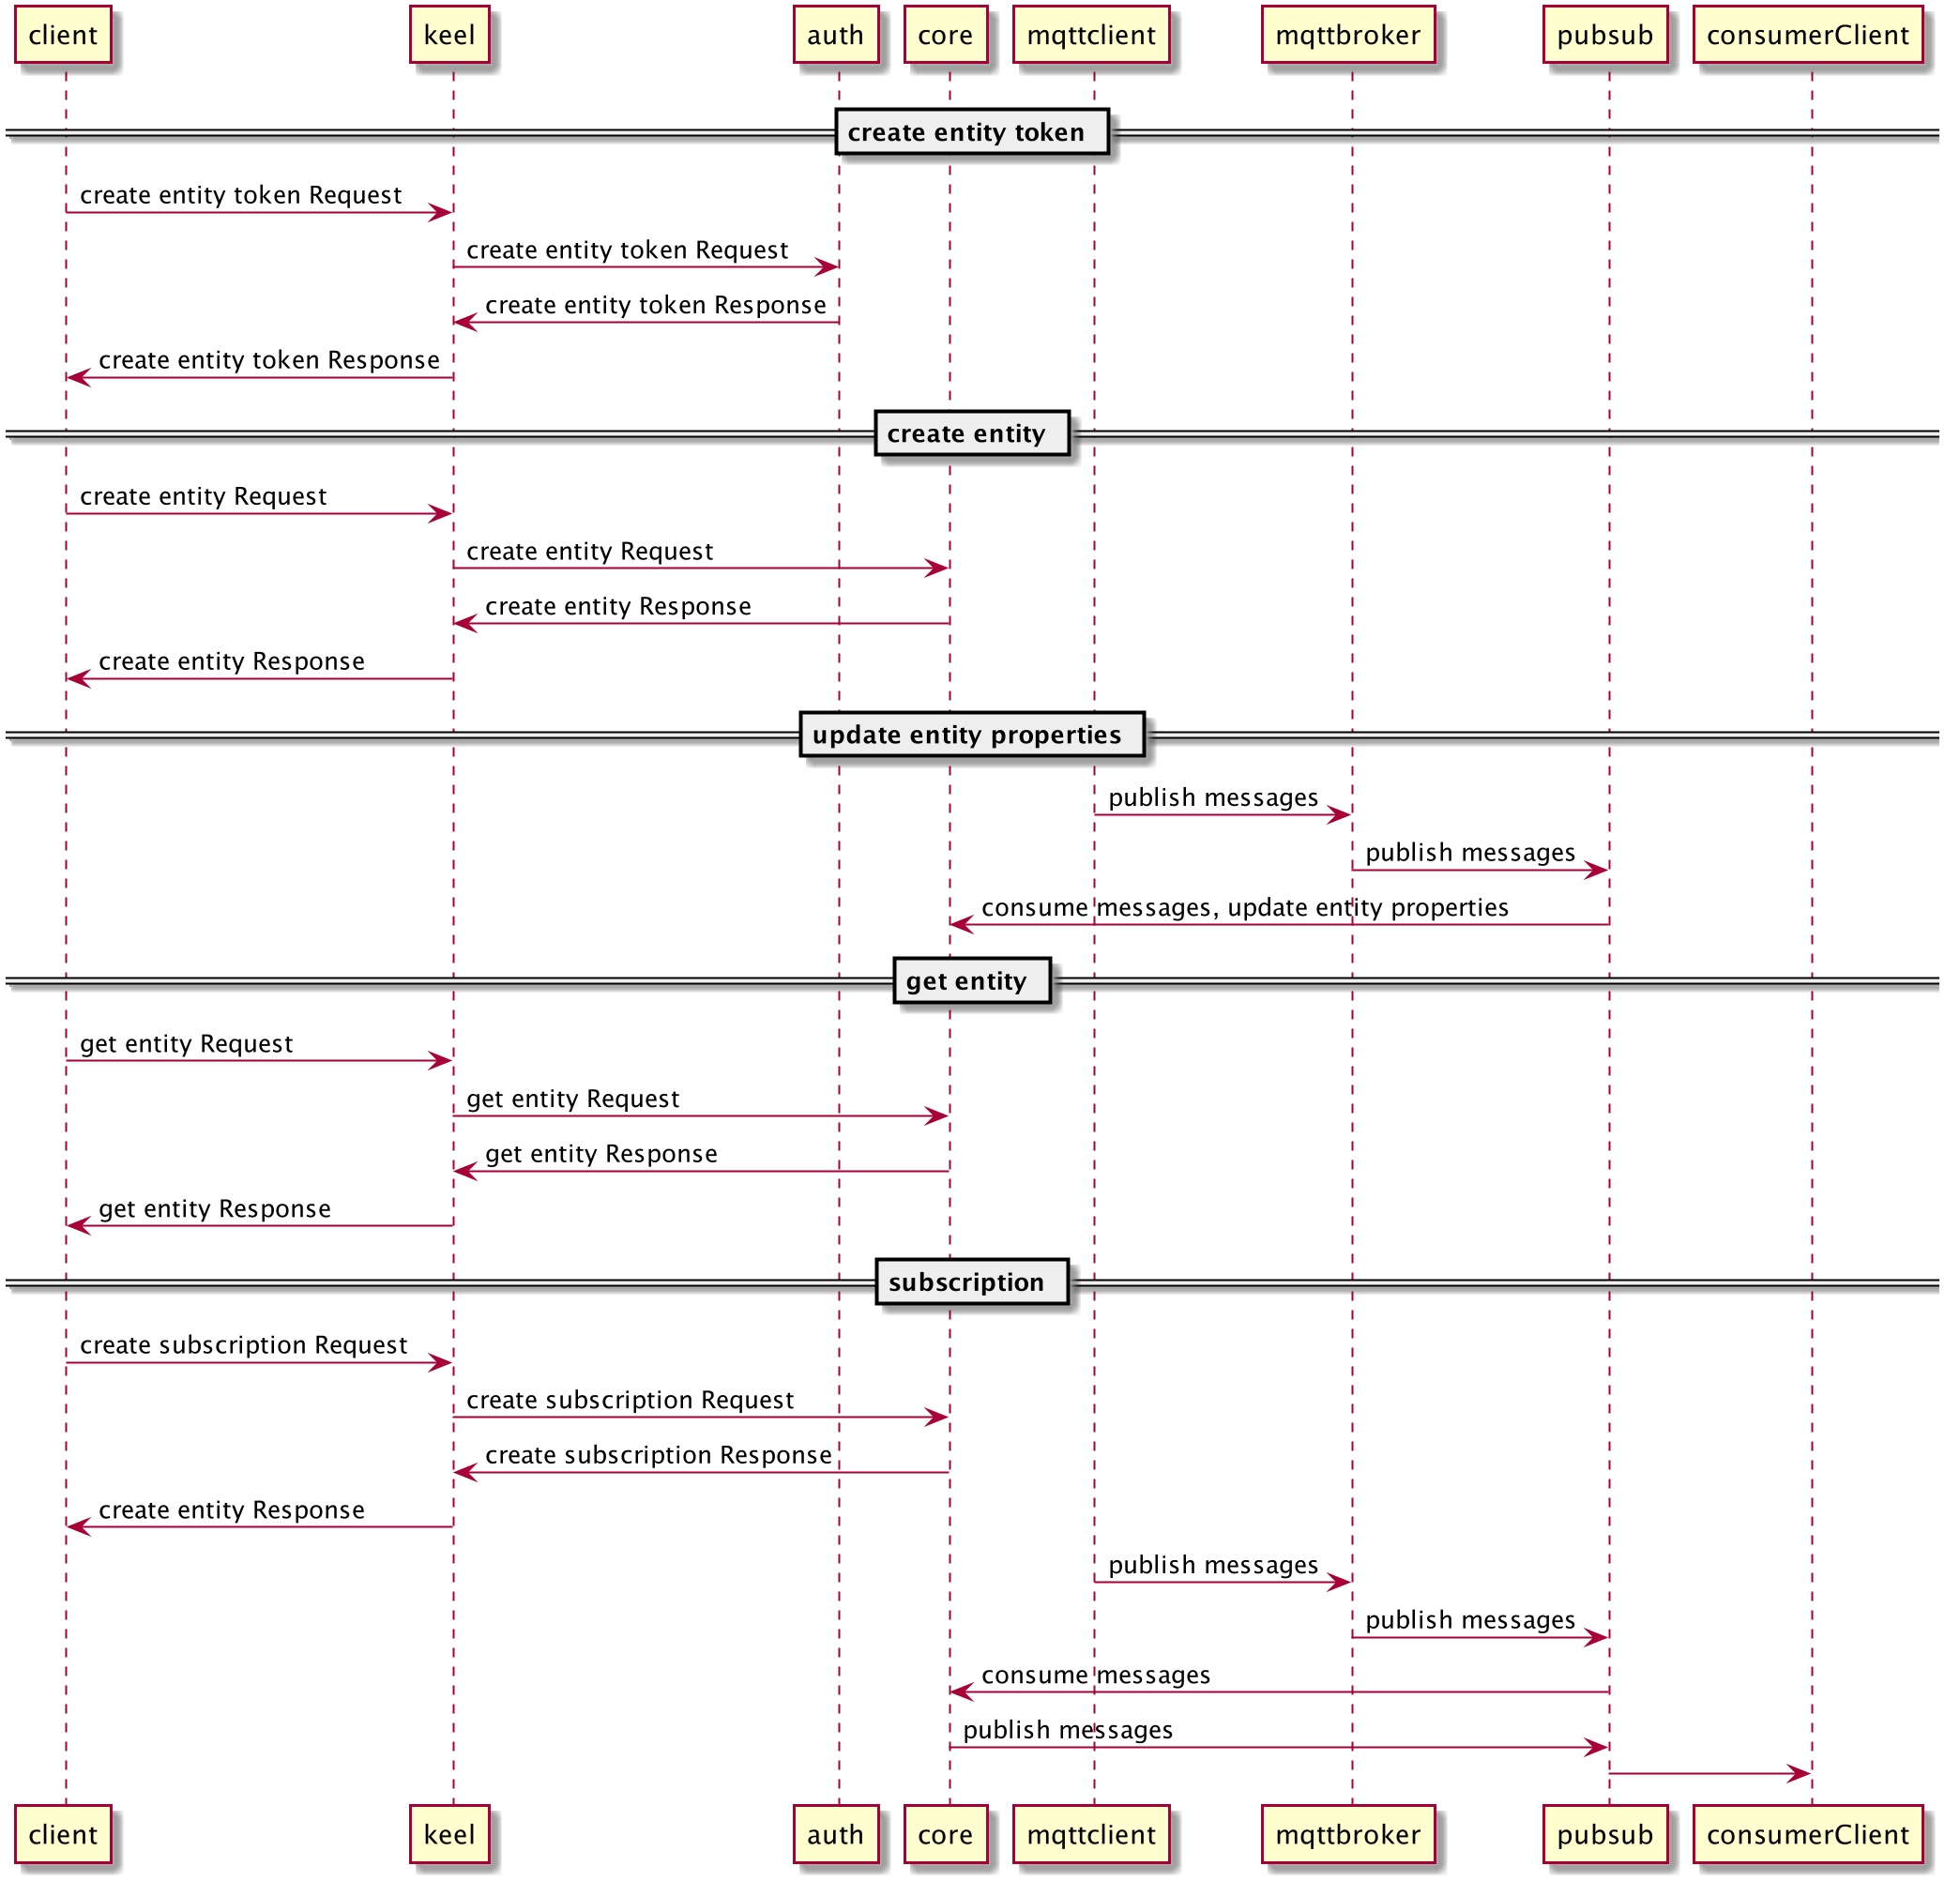 client keel auth core mqttclient mqttbroker pubsub consumerClient
create entity token
create entity token Request
create entity token Request
create entity token Response
create entity token Response
create entity
create entity Request
create entity Request
create entity Response
create entity Response
update entity properties
publish messages
publish messages
consume messages, update entity properties
get entity
get entity Request
get entity Request
get entity Response
get entity Response
subscription
create subscription Request
create subscription Request
create subscription Response
create entity Response
publish messages
publish messages
consume messages
publish messages
client keel auth core mqttclient mqttbroker pubsub consumerClient